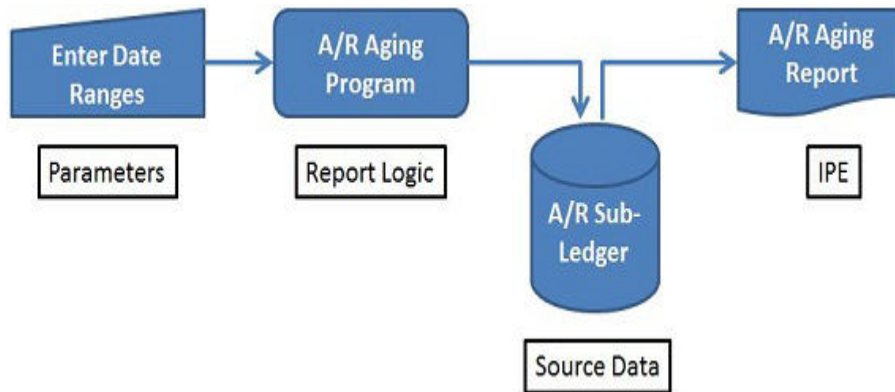 Enter Date
Ranges
A/R Aging
Program
A/R Aging
Report
Parameters
Report Logic
IPE
A/R Sub-
Ledger
Source Data